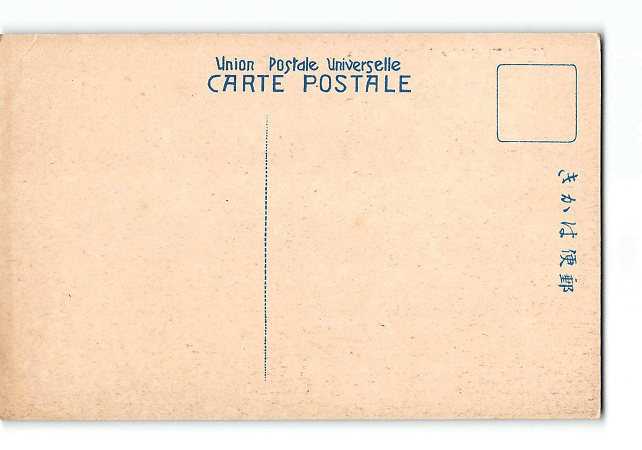 Union Postale Universelle
CARTE POSTALE
きかは便郵